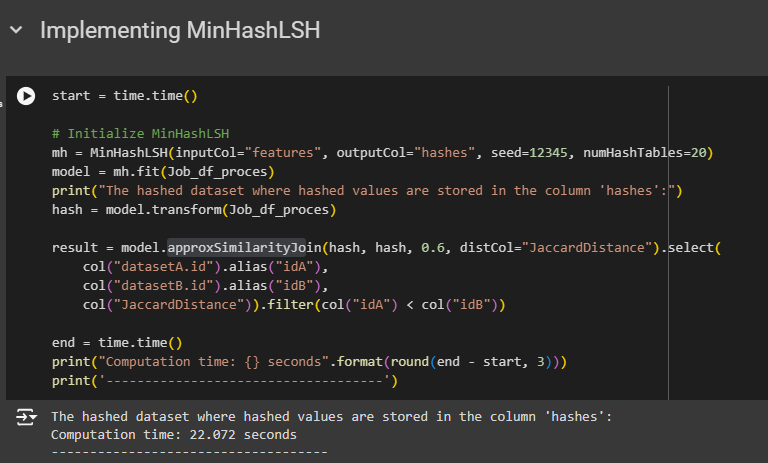 Implementing MinHashLSH
start = time.time()
# Initialize MinHashLSH
mh = MinHashLSH(inputCol="features", outputCol="hashes", seed=12345, numHashTables=20)
model = mh.fit(Job_df_proces)
print("The hashed dataset where hashed values are stored in the column 'hashes':")
hash = model.transform(Job_df_proces)
result = model.approxSimilarityJoin(hash, hash, 0.6, distCol="JaccardDistance").select(
    col("datasetA.id").alias("idA"),
    col("datasetB.id").alias("idB"),
    col("JaccardDistance")).filter(col("idA") < col("idB"))
end = time.time()
print("Computation time: {} seconds".format(round(end - start, 3)))
print('------------------------------------')
The hashed dataset where hashed values are stored in the column 'hashes':
Computation time: 22.072 seconds
------------------------------------